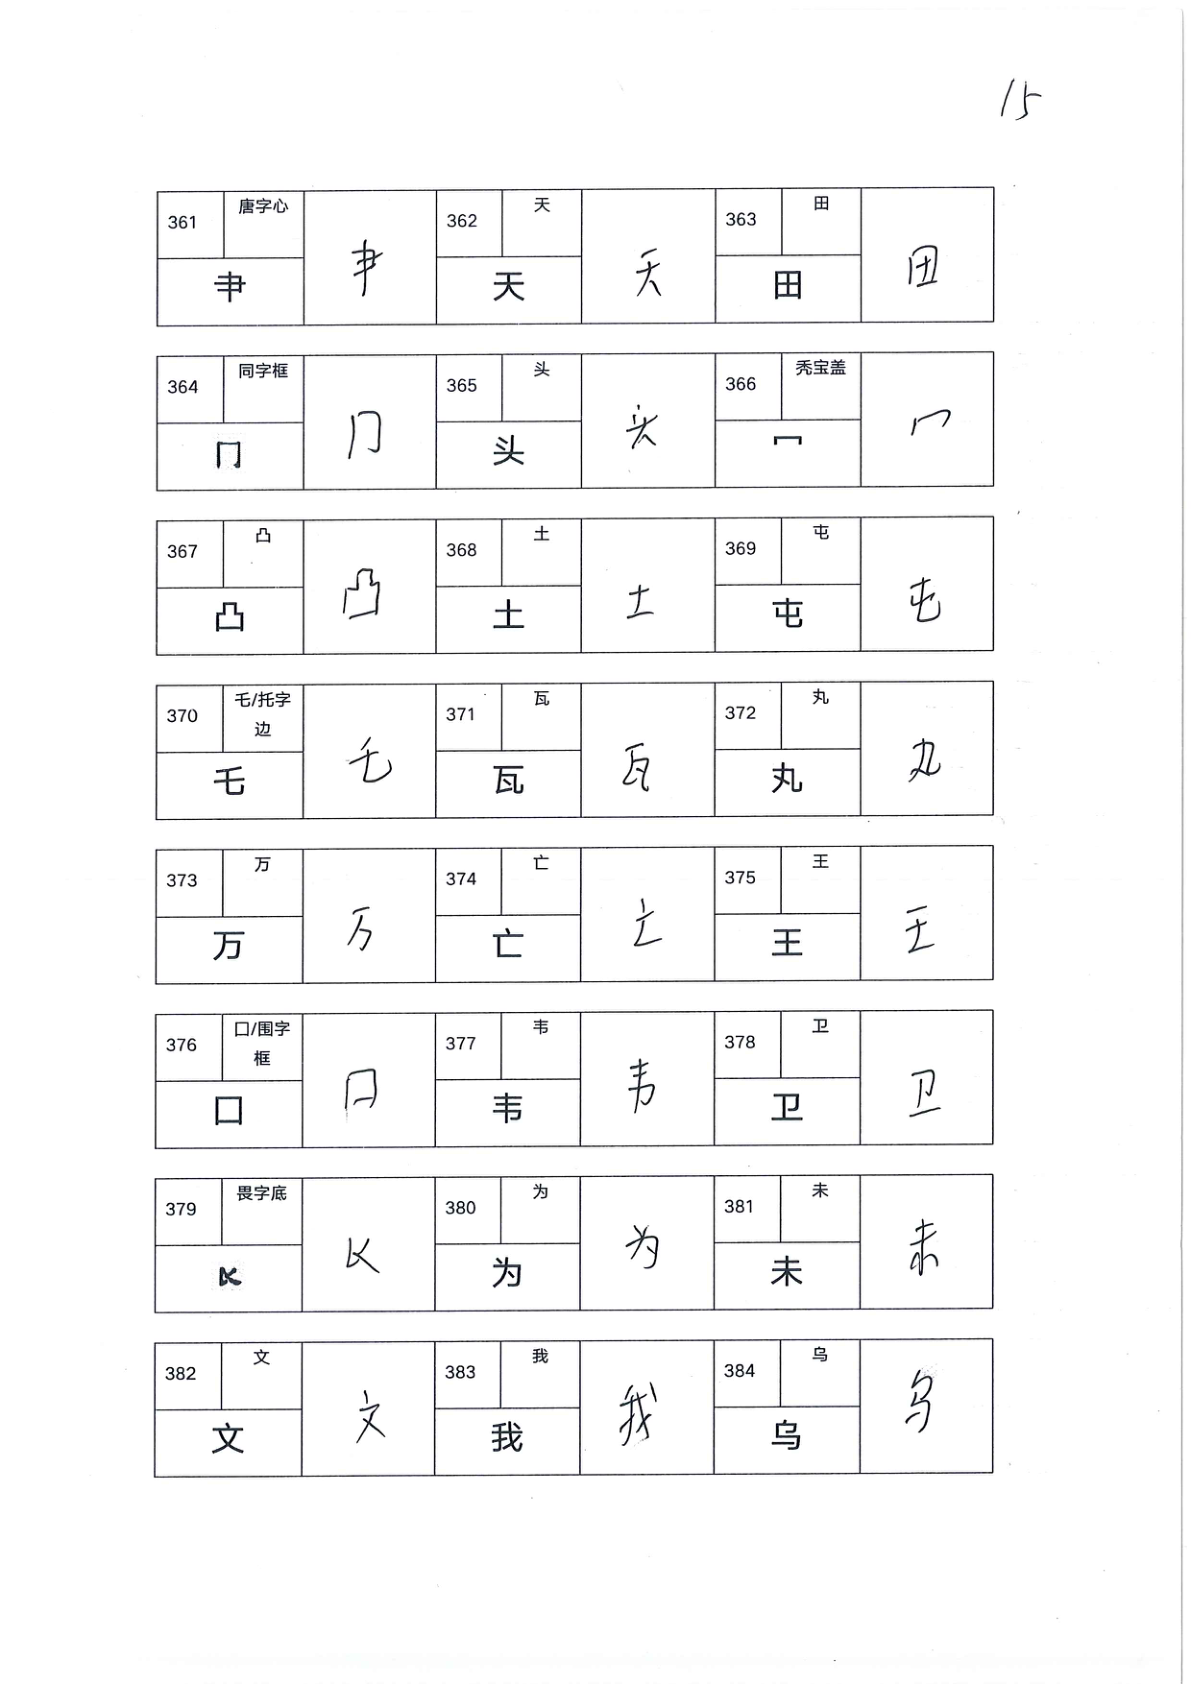 15
361 唐字心 肀 肀 362 天 天 天 363 田 田 田
364 同字框 冂 冂 365 头 头 头 366 秃宝盖 冖 冖
367 凸 凸 凸 368 土 土 土 369 屯 屯 屯
370 乇/托字边 乇 乇 371 瓦 瓦 瓦 372 丸 丸 丸
373 万 万 万 374 亡 亡 亡 375 王 王 王
376 囗/围字框 囗 囗 377 韦 韦 韦 378 卫 卫 卫
379 畏字底 380 为 为 为 381 未 未 未
382 文 文 文 383 我 我 我 384 乌 乌 乌